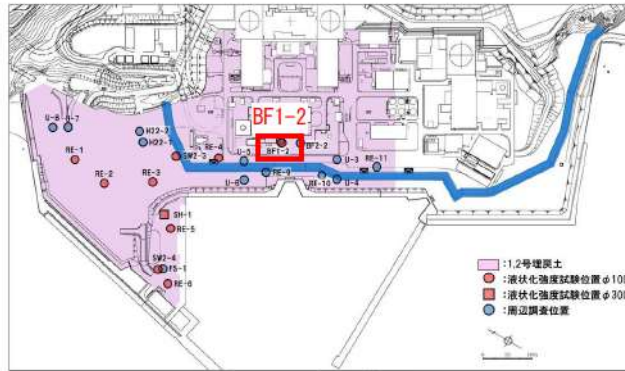 BF1-2
U-8
H22-2
H22-7
SW2-3
RE-4
U-5
BF1-2
BF2-2
U-3
RE-11
RE-1
RE-2
RE-3
U-6
RE-9
RE-10
U-4
SH-1
RE-5
SW2-4
RE-6
:1,2号埋戻土
:液状化強度試験位置φ100
:液状化強度試験位置φ300
:周辺調査位置